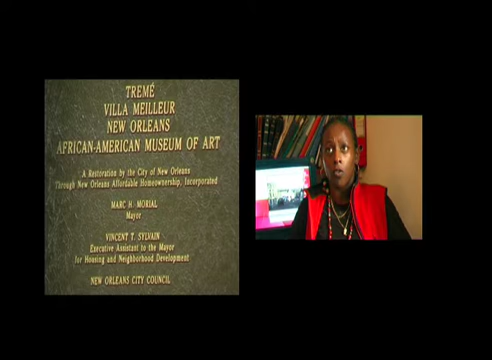 TREMÉ
VILLA MEILLEUR
NEW ORLEANS
AFRICAN-AMERICAN MUSEUM OF ART
A Restoration by the City of New Orleans
Through New Orleans Affordable Homeownership, Incorporated
MARC H. MORIAL
Mayor
VINCENT T. SYLVAIN
Executive Assistant to the Mayor
for Housing and Neighborhood Development
NEW ORLEANS CITY COUNCIL